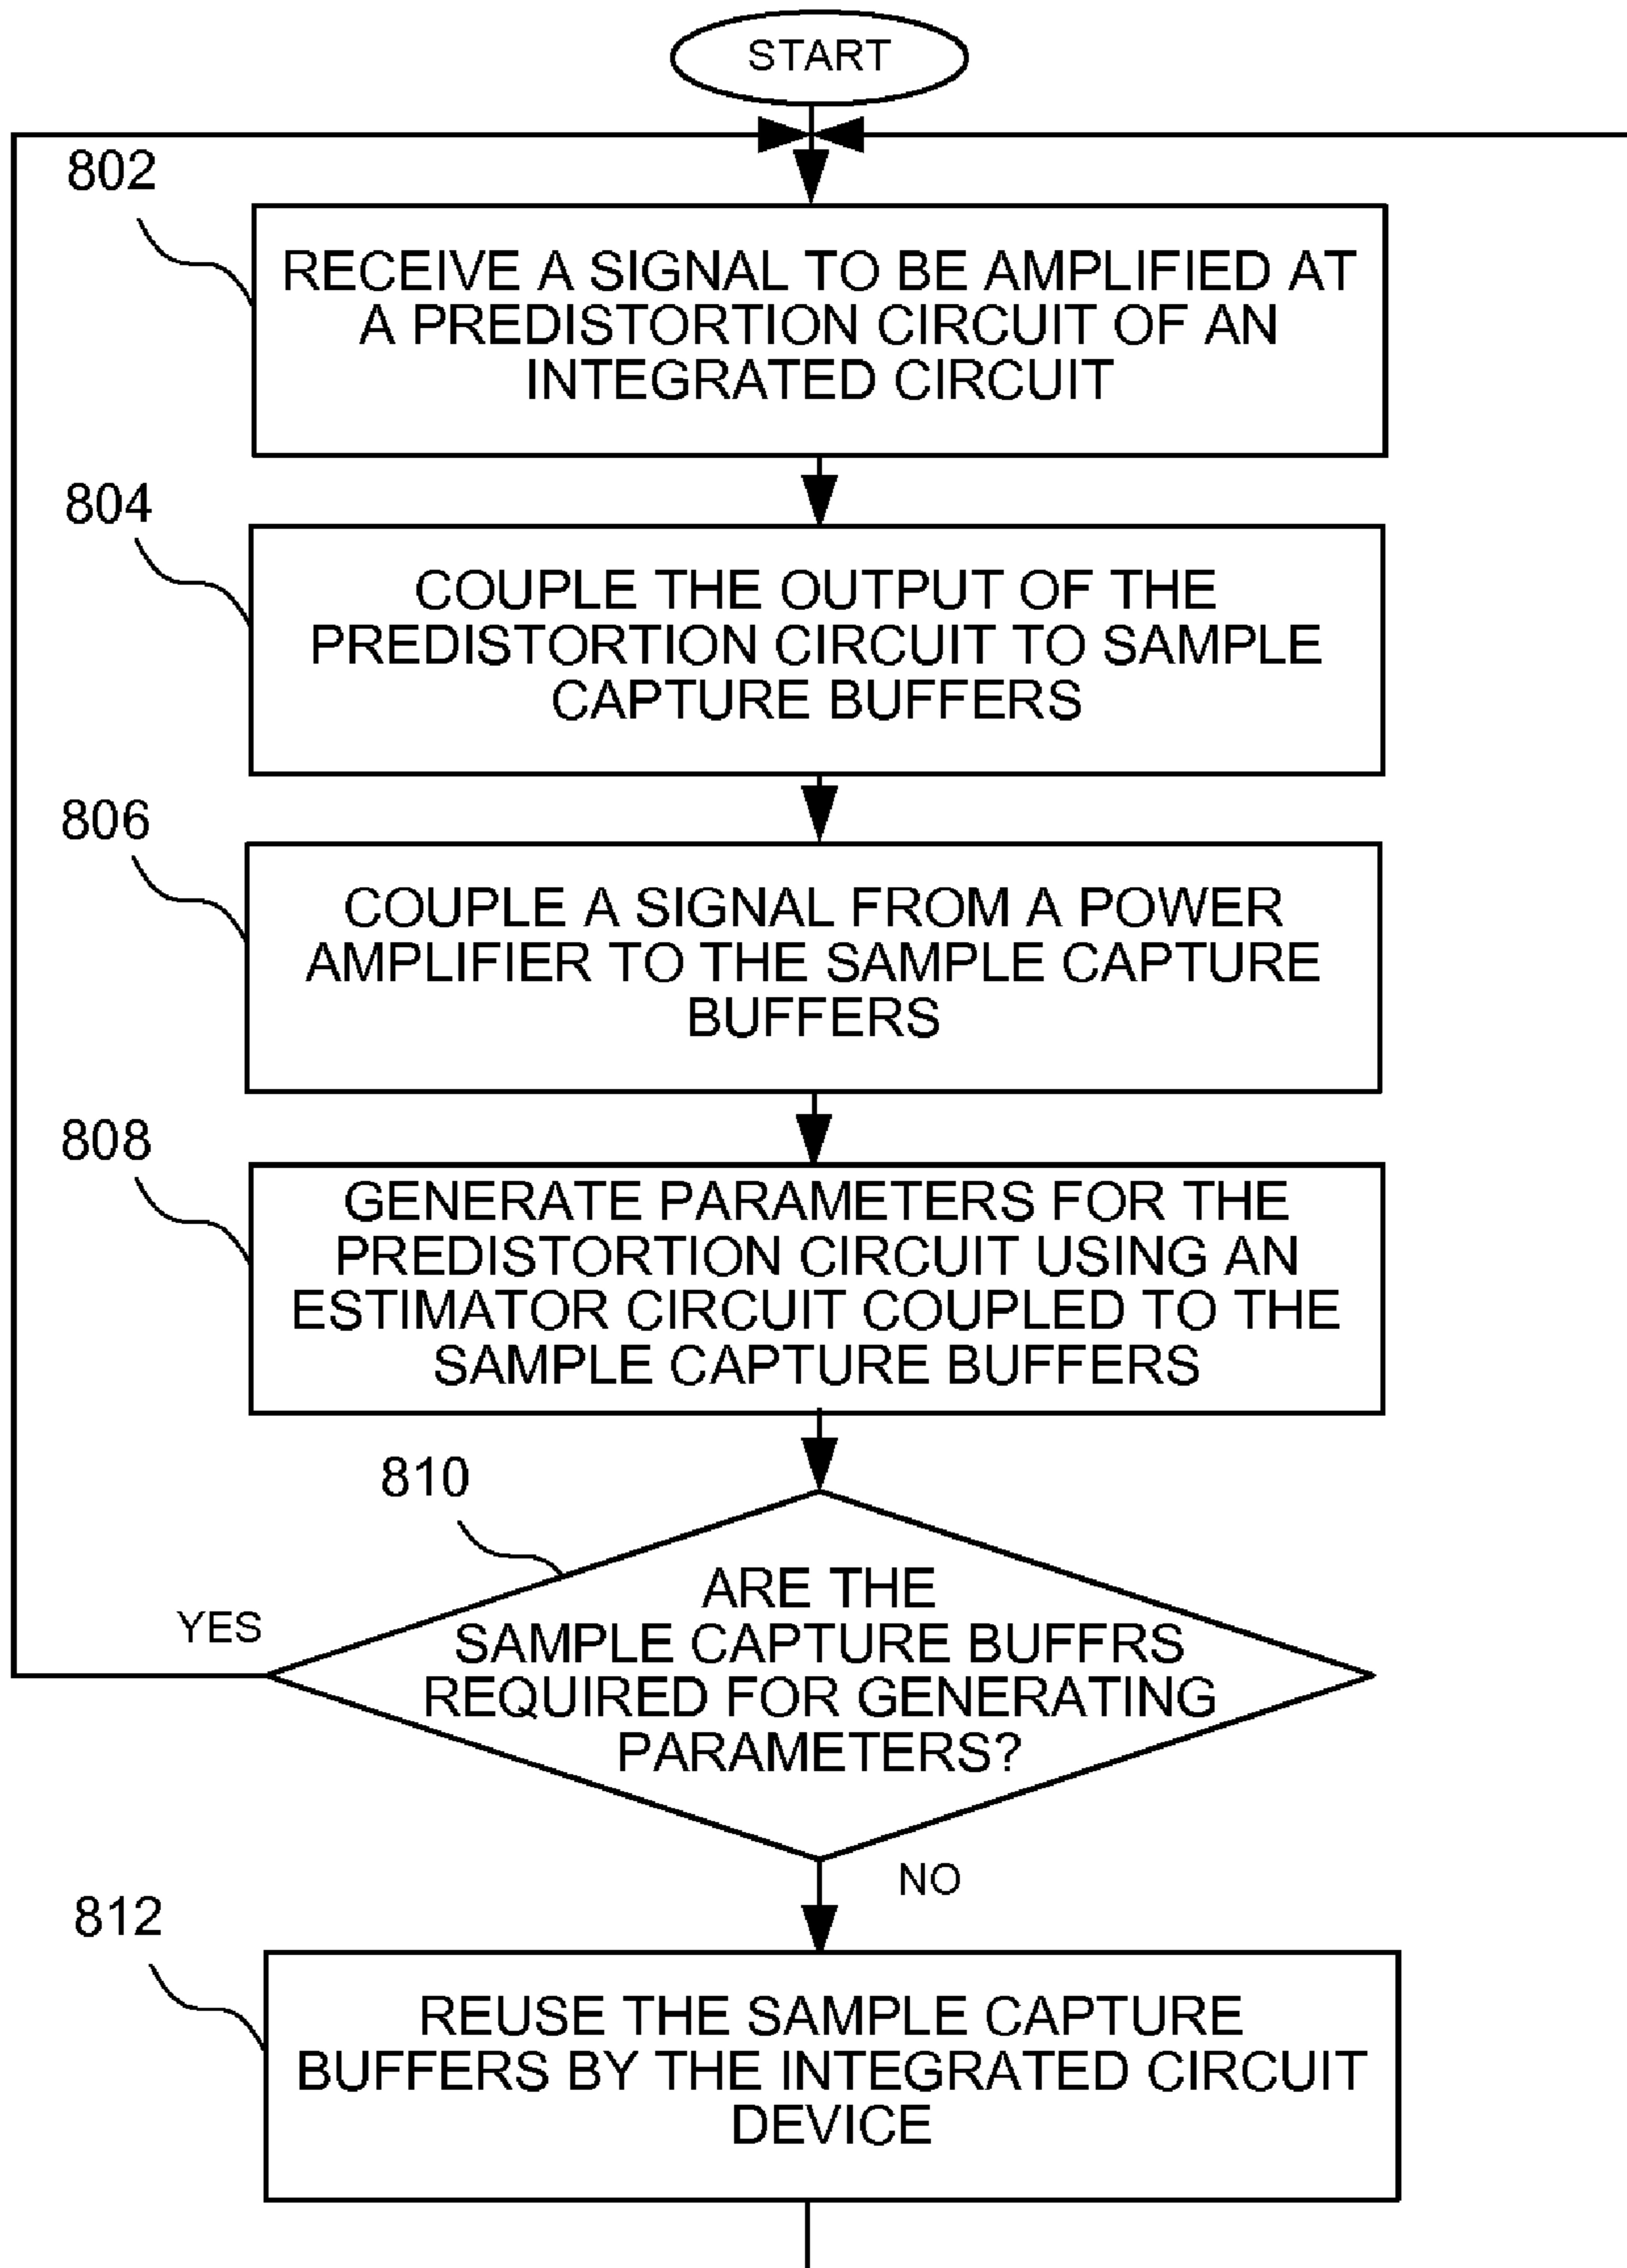 START
802
RECEIVE A SIGNAL TO BE AMPLIFIED AT
A PREDISTORTION CIRCUIT OF AN
INTEGRATED CIRCUIT
804
COUPLE THE OUTPUT OF THE
PREDISTORTION CIRCUIT TO SAMPLE
CAPTURE BUFFERS
806
COUPLE A SIGNAL FROM A POWER
AMPLIFIER TO THE SAMPLE CAPTURE
BUFFERS
808
GENERATE PARAMETERS FOR THE
PREDISTORTION CIRCUIT USING AN
ESTIMATOR CIRCUIT COUPLED TO THE
SAMPLE CAPTURE BUFFERS
810
ARE THE
SAMPLE CAPTURE BUFFRS
REQUIRED FOR GENERATING
PARAMETERS?
YES
NO
812
REUSE THE SAMPLE CAPTURE
BUFFERS BY THE INTEGRATED CIRCUIT
DEVICE